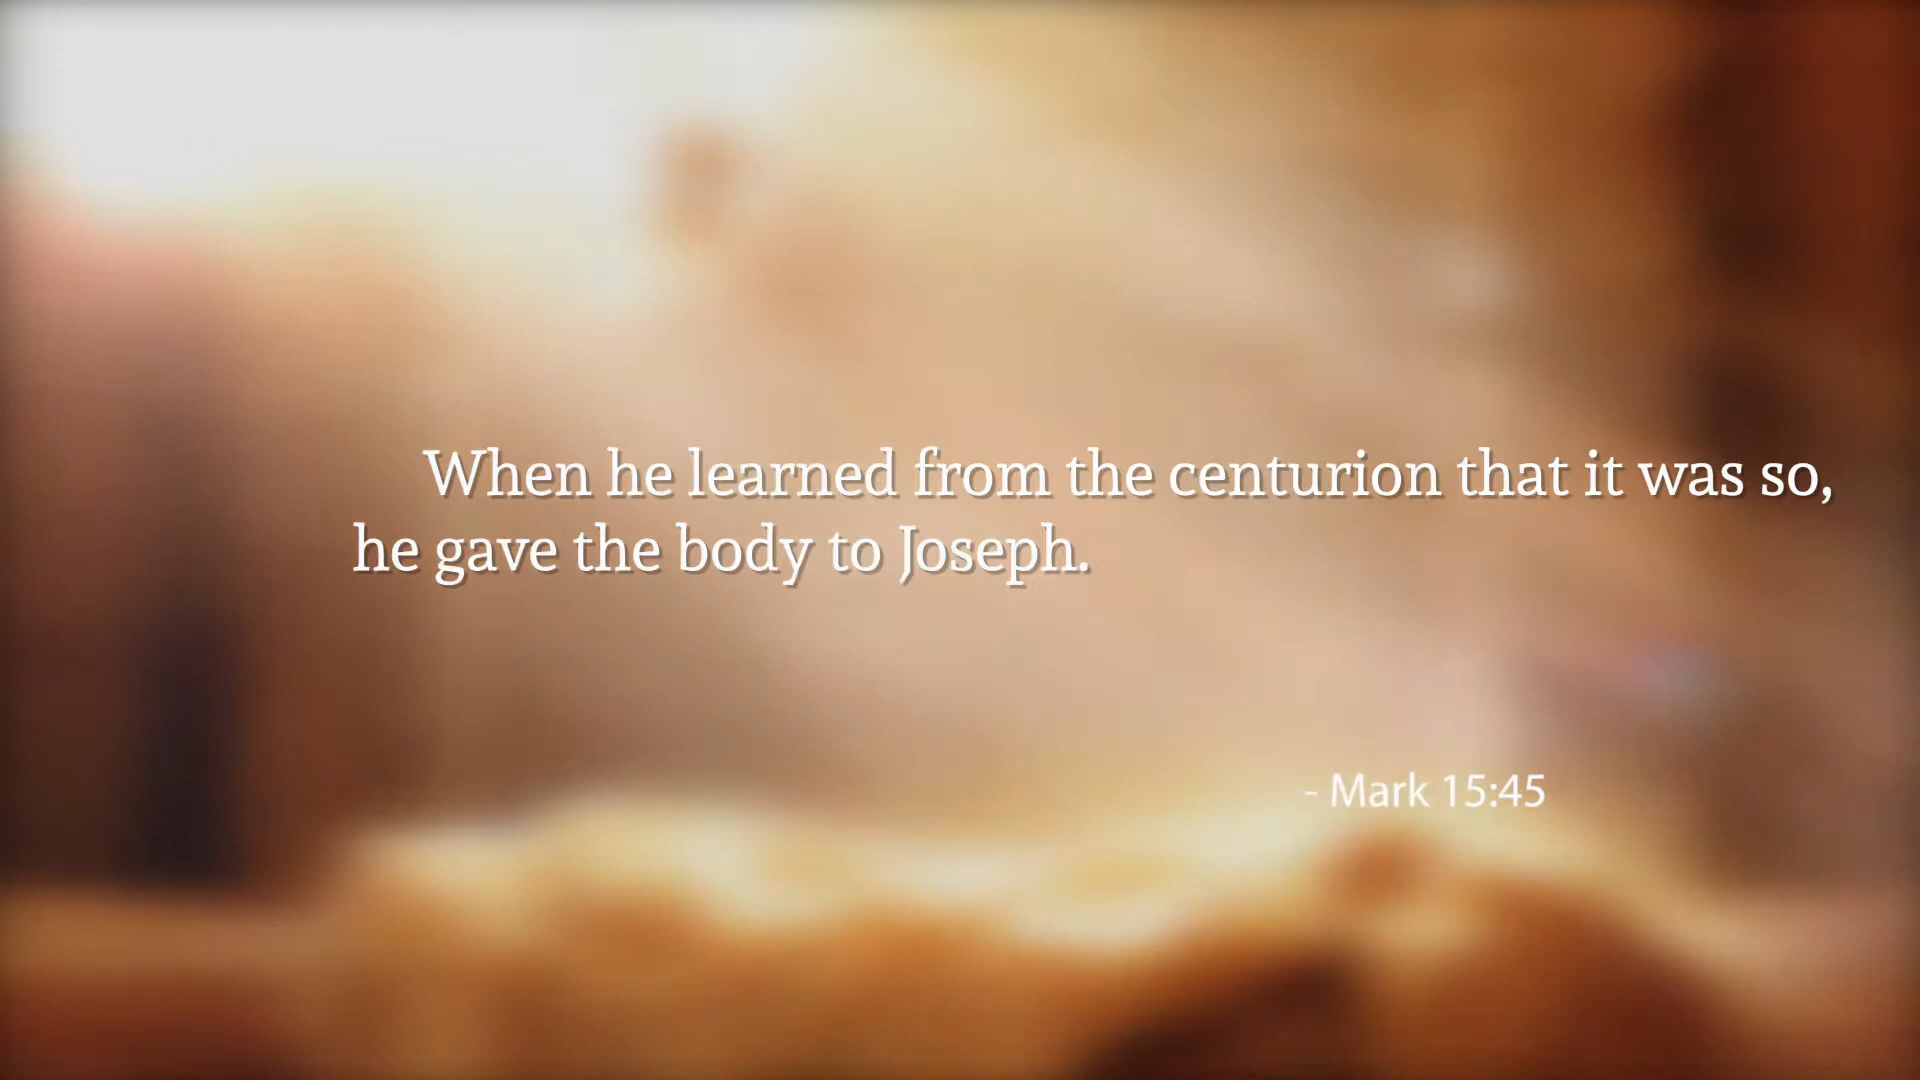 When he learned from the centurion that it was so,
he gave the body to Joseph.
- Mark 15:45